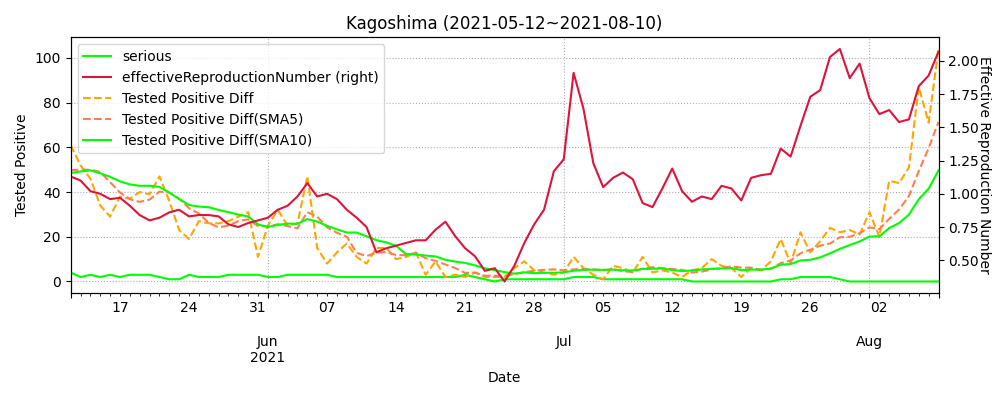 Kagoshima (2021-05-12~2021-08-10)
serious
effectiveReproductionNumber (right)
Tested Positive Diff
Tested Positive Diff(SMA5)
Tested Positive Diff(SMA10)
Tested Positive
100
80
60
40
20
0
2.00
1.75
1.50
1.25
1.00
0.75
0.50
Effective Reproduction Number
17 24 31 07 14 21 28 05 12 19 26 02
Jun Jul Aug
2021
Date